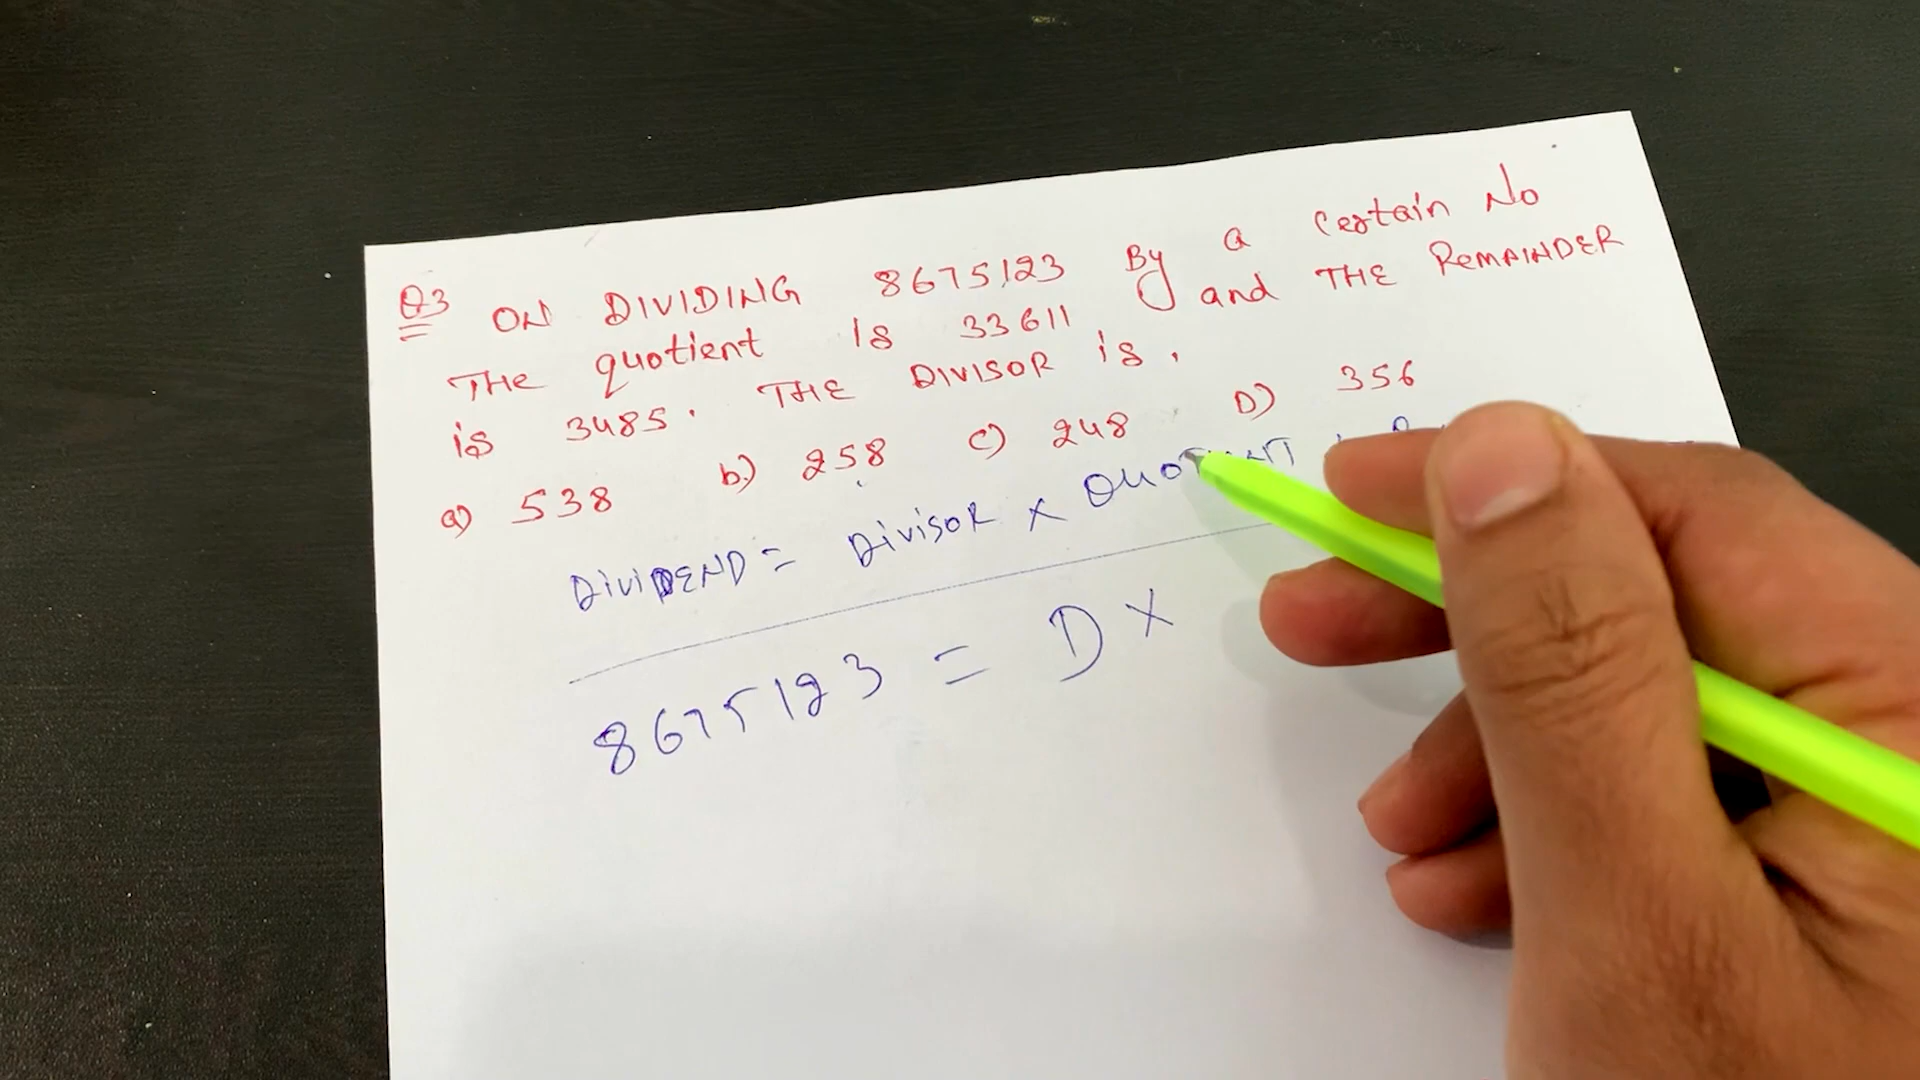 Q3 ON DIVIDING 8675123 By a certain No
THE quotient is 33611 and THE REMAINDER
is 3485. THE DIVISOR is.
a) 538 b.) 258 c) 248 D) 356
DiviDEND = DivisoR x QUOTIENT +
8675123 = D x